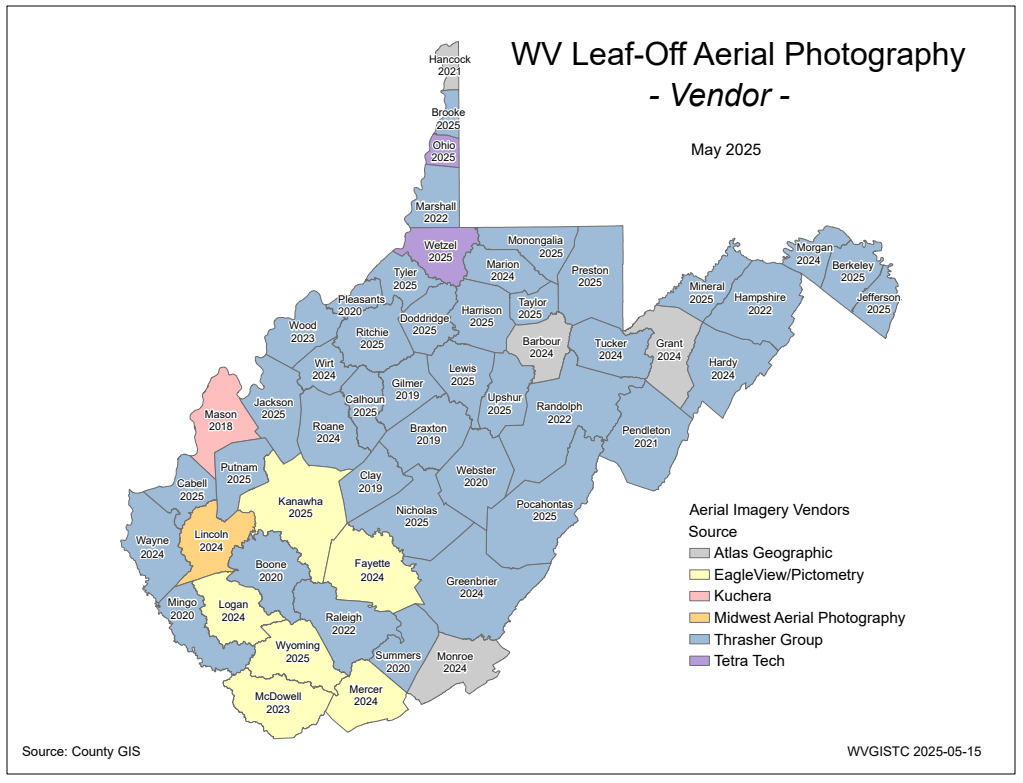 WV Leaf-Off Aerial Photography
- Vendor -
May 2025
Hancock
2021
Brooke
2025
Ohio
2025
Marshall
2022
Wetzel
2025
Monongalia
2025
Marion
2024
Preston
2025
Tyler
2025
Pleasants
2020
Doddridge
2025
Harrison
2025
Taylor
2025
Morgan
2024
Berkeley
2025
Jefferson
2025
Mineral
2025
Hampshire
2022
Wood
2023
Ritchie
2025
Barbour
2024
Tucker
2024
Grant
2024
Hardy
2024
Wirt
2024
Lewis
2025
Gilmer
2019
Calhoun
2025
Upshur
2025
Randolph
2022
Jackson
2025
Mason
2018
Roane
2024
Braxton
2019
Pendleton
2021
Putnam
2025
Cabell
2025
Clay
2019
Webster
2020
Kanawha
2025
Nicholas
2025
Pocahontas
2025
Wayne
2024
Lincoln
2024
Boone
2020
Fayette
2024
Greenbrier
2024
Mingo
2020
Logan
2024
Raleigh
2022
Wyoming
2025
Summers
2020
Monroe
2024
McDowell
2023
Mercer
2024
Aerial Imagery Vendors
Source
Atlas Geographic
EagleView/Pictometry
Kuchera
Midwest Aerial Photography
Thrasher Group
Tetra Tech
Source: County GIS
WVGISTC 2025-05-15